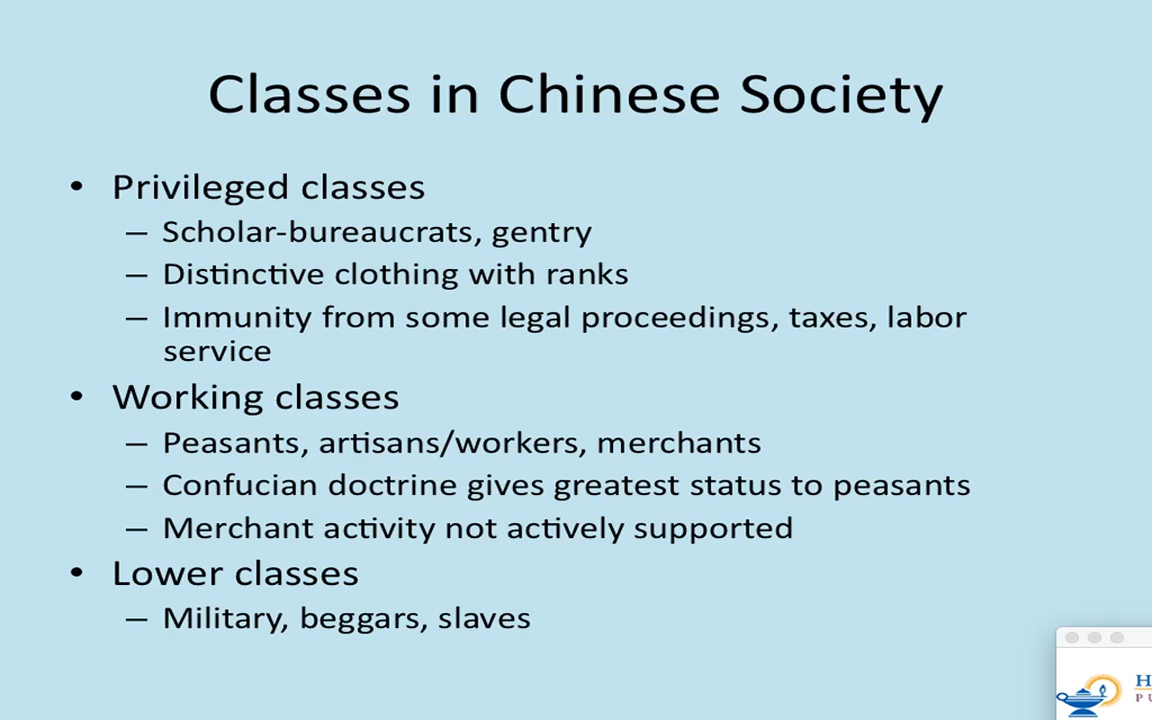 Classes in Chinese Society
• Privileged classes
– Scholar-bureaucrats, gentry
– Distinctive clothing with ranks
– Immunity from some legal proceedings, taxes, labor
service
• Working classes
– Peasants, artisans/workers, merchants
– Confucian doctrine gives greatest status to peasants
– Merchant activity not actively supported
• Lower classes
– Military, beggars, slaves